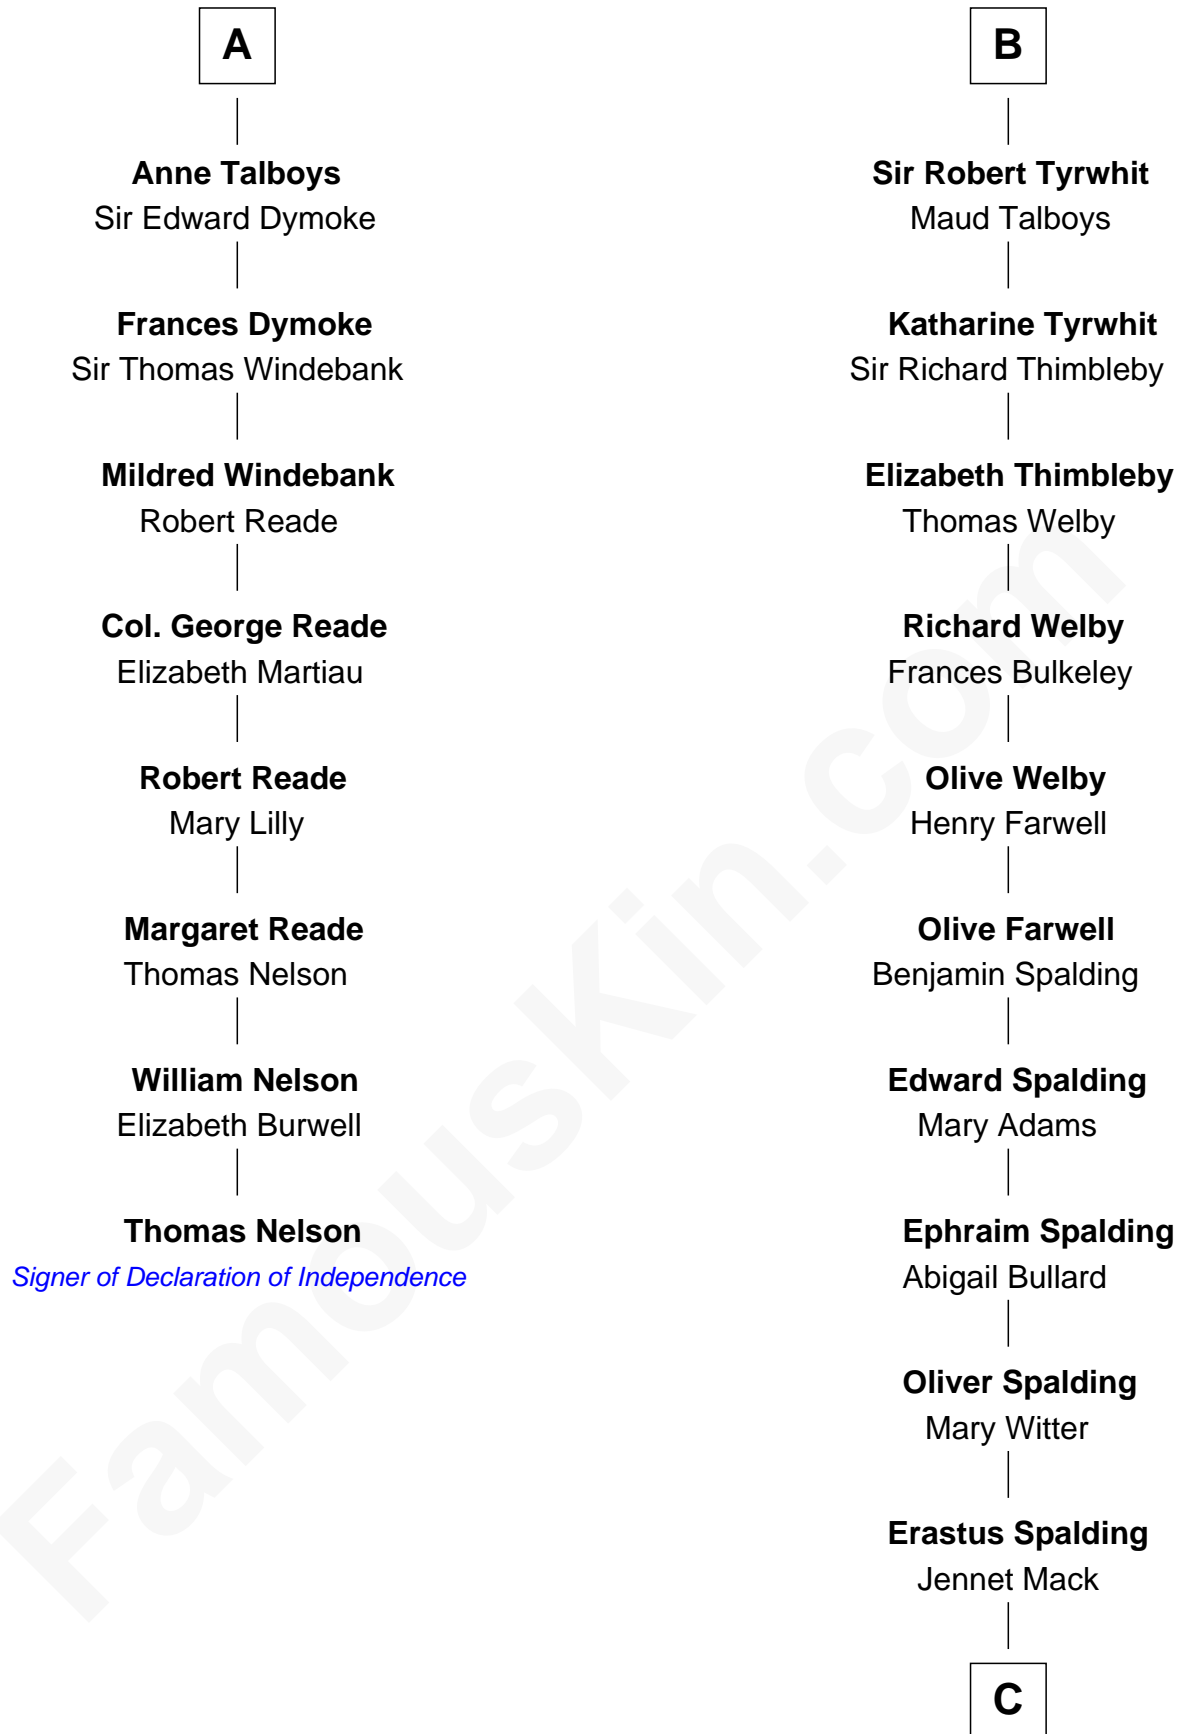 A
Anne Talboys
Sir Edward Dymoke
Frances Dymoke
Sir Thomas Windebank
Mildred Windebank
Robert Reade
Col. George Reade
Elizabeth Martiau
Robert Reade
Mary Lilly
Margaret Reade
Thomas Nelson
William Nelson
Elizabeth Burwell
Thomas Nelson
Signer of Declaration of Independence
B
Sir Robert Tyrwhit
Maud Talboys
Katharine Tyrwhit
Sir Richard Thimbleby
Elizabeth Thimbleby
Thomas Welby
Richard Welby
Frances Bulkeley
Olive Welby
Henry Farwell
Olive Farwell
Benjamin Spalding
Edward Spalding
Mary Adams
Ephraim Spalding
Abigail Bullard
Oliver Spalding
Mary Witter
Erastus Spalding
Jennet Mack
C
FamousKin.com